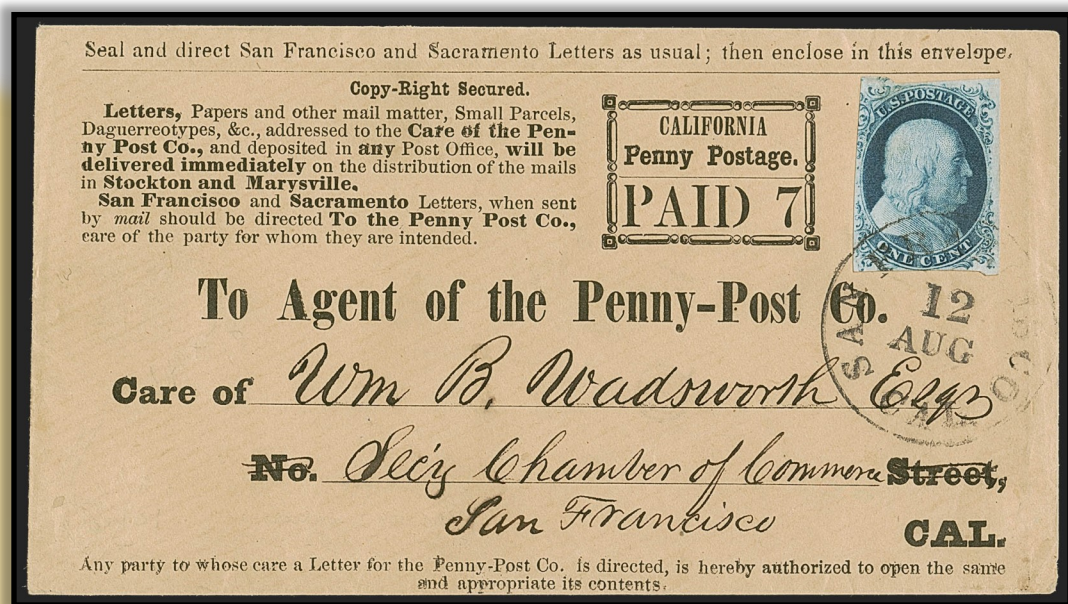 Seal and direct San Francisco and Sacramento Letters as usual; then enclose in this envelope.
Copy-Right Secured.
Letters, Papers and other mail matter, Small Parcels,
Daguerreotypes, &c., addressed to the Care of the Pen-
ny Post Co., and deposited in any Post Office, will be
delivered immediately on the distribution of the mails
in Stockton and Marysville.
San Francisco and Sacramento Letters, when sent
by mail should be directed To the Penny Post Co.,
care of the party for whom they are intended.
CALIFORNIA
Penny Postage.
PAID 7
U.S. POSTAGE
ONE CENT
To Agent of the Penny-Post Co.
SAN FRANCISCO
12
AUG
CAL.
Care of Wm B. Wadsworth Esqr
No. Sec'y Chamber of Commerce Street,
San Francisco
CAL.
Any party to whose care a Letter for the Penny-Post Co. is directed, is hereby authorized to open the same
and appropriate its contents.